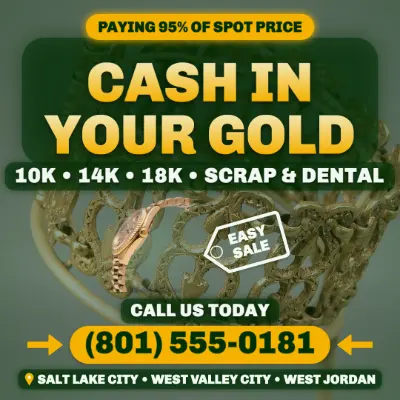 PAYING 95% OF SPOT PRICE
CASH IN
YOUR GOLD
10K • 14K • 18K • SCRAP & DENTAL
EASY
SALE
CALL US TODAY
(801) 555-0181
SALT LAKE CITY • WEST VALLEY CITY • WEST JORDAN